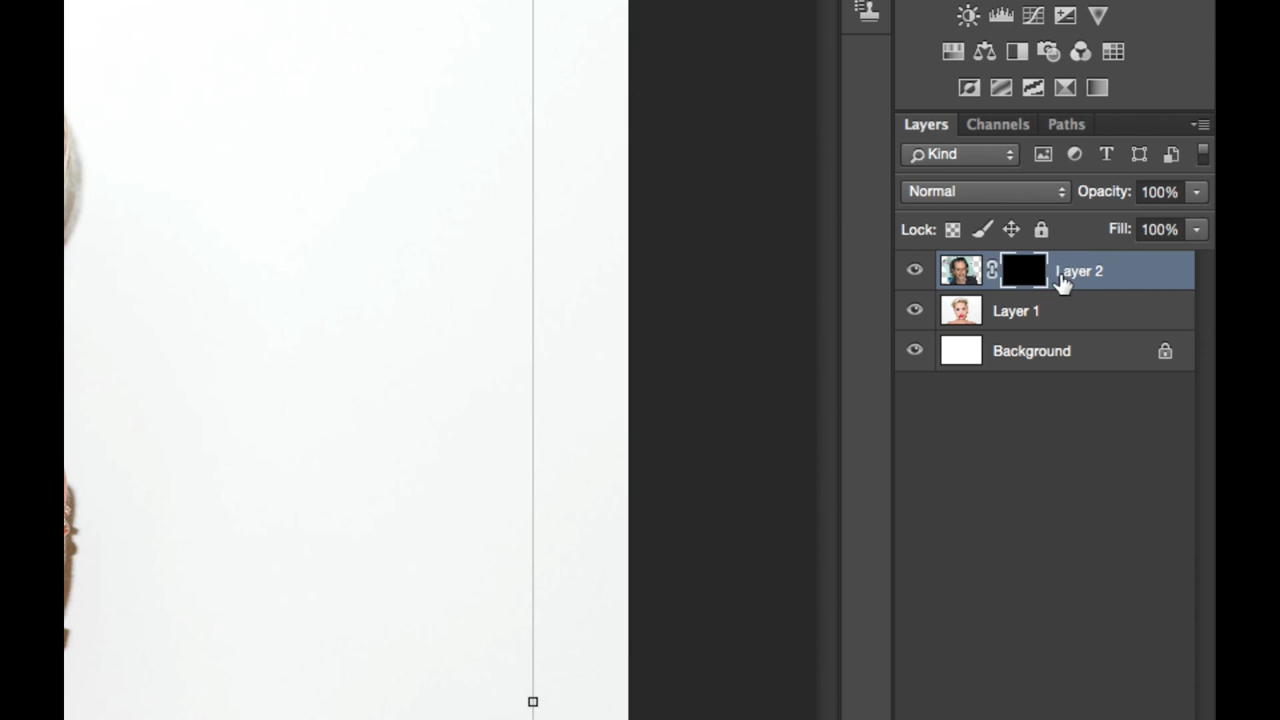 Layers Channels Paths
Kind T
Normal Opacity: 100%
Lock: Fill: 100%
Layer 2
Layer 1
Background